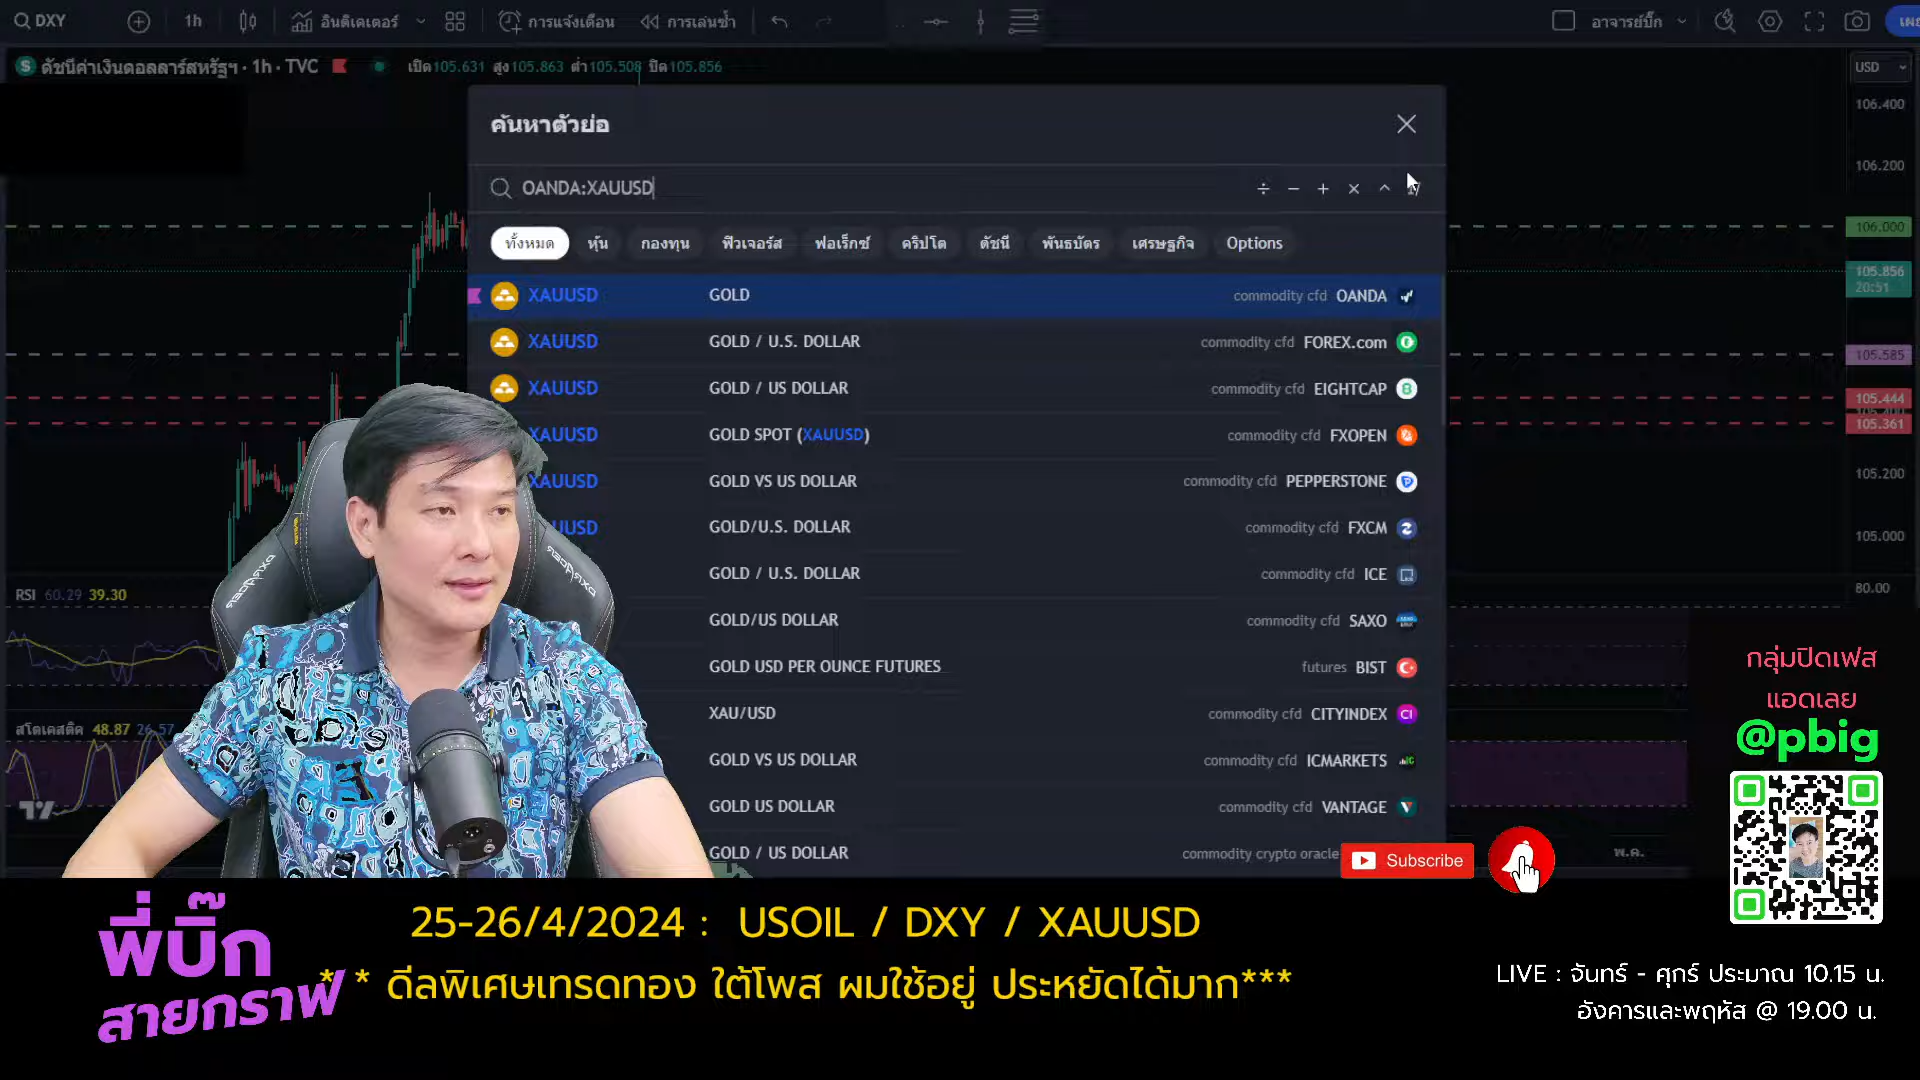 DXY
1h
อินดิเคเตอร์
การแจ้งเตือน
การเล่นซ้ำ
อาจารย์บิ๊ก
ดัชนีค่าเงินดอลลาร์สหรัฐฯ · 1h · TVC
เปิด105.631 สูง105.863 ต่ำ105.508 ปิด105.856
USD
ค้นหาตัวย่อ
OANDA:XAUUSD
ทั้งหมด หุ้น กองทุน ฟิวเจอร์ส ฟอเร็กซ์ คริปโต ดัชนี พันธบัตร เศรษฐกิจ Options
XAUUSD GOLD commodity cfd OANDA
XAUUSD GOLD / U.S. DOLLAR commodity cfd FOREX.com
XAUUSD GOLD / US DOLLAR commodity cfd EIGHTCAP
XAUUSD GOLD SPOT (XAUUSD) commodity cfd FXOPEN
XAUUSD GOLD VS US DOLLAR commodity cfd PEPPERSTONE
UUSD GOLD/U.S. DOLLAR commodity cfd FXCM
GOLD / U.S. DOLLAR commodity cfd ICE
GOLD/US DOLLAR commodity cfd SAXO
GOLD USD PER OUNCE FUTURES futures BIST
XAU/USD commodity cfd CITYINDEX
GOLD VS US DOLLAR commodity cfd ICMARKETS
GOLD US DOLLAR commodity cfd VANTAGE
GOLD / US DOLLAR commodity crypto oracle
106.400
106.200
106.000
105.856
20:51
105.585
105.444
105.361
105.200
105.000
80.00
RSI 60.29 39.30
สโตเคสติค 48.87 26.57
DXRACER
DXRACER
พ.ค.
Subscribe
กลุ่มปิดเฟส
แอดเลย
@pbig
พี่บิ๊ก
สายกราฟ
25-26/4/2024 : USOIL / DXY / XAUUSD
* * ดีลพิเศษเทรดทอง ใต้โพส ผมใช้อยู่ ประหยัดได้มาก***
LIVE : จันทร์ - ศุกร์ ประมาณ 10.15 น.
อังคารและพฤหัส @ 19.00 น.